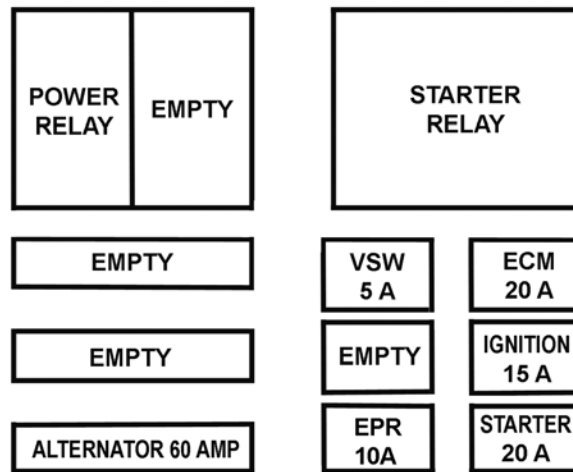 POWER
RELAY
EMPTY
STARTER
RELAY
EMPTY
VSW
5 A
ECM
20 A
EMPTY
EMPTY
IGNITION
15 A
ALTERNATOR 60 AMP
EPR
10A
STARTER
20 A